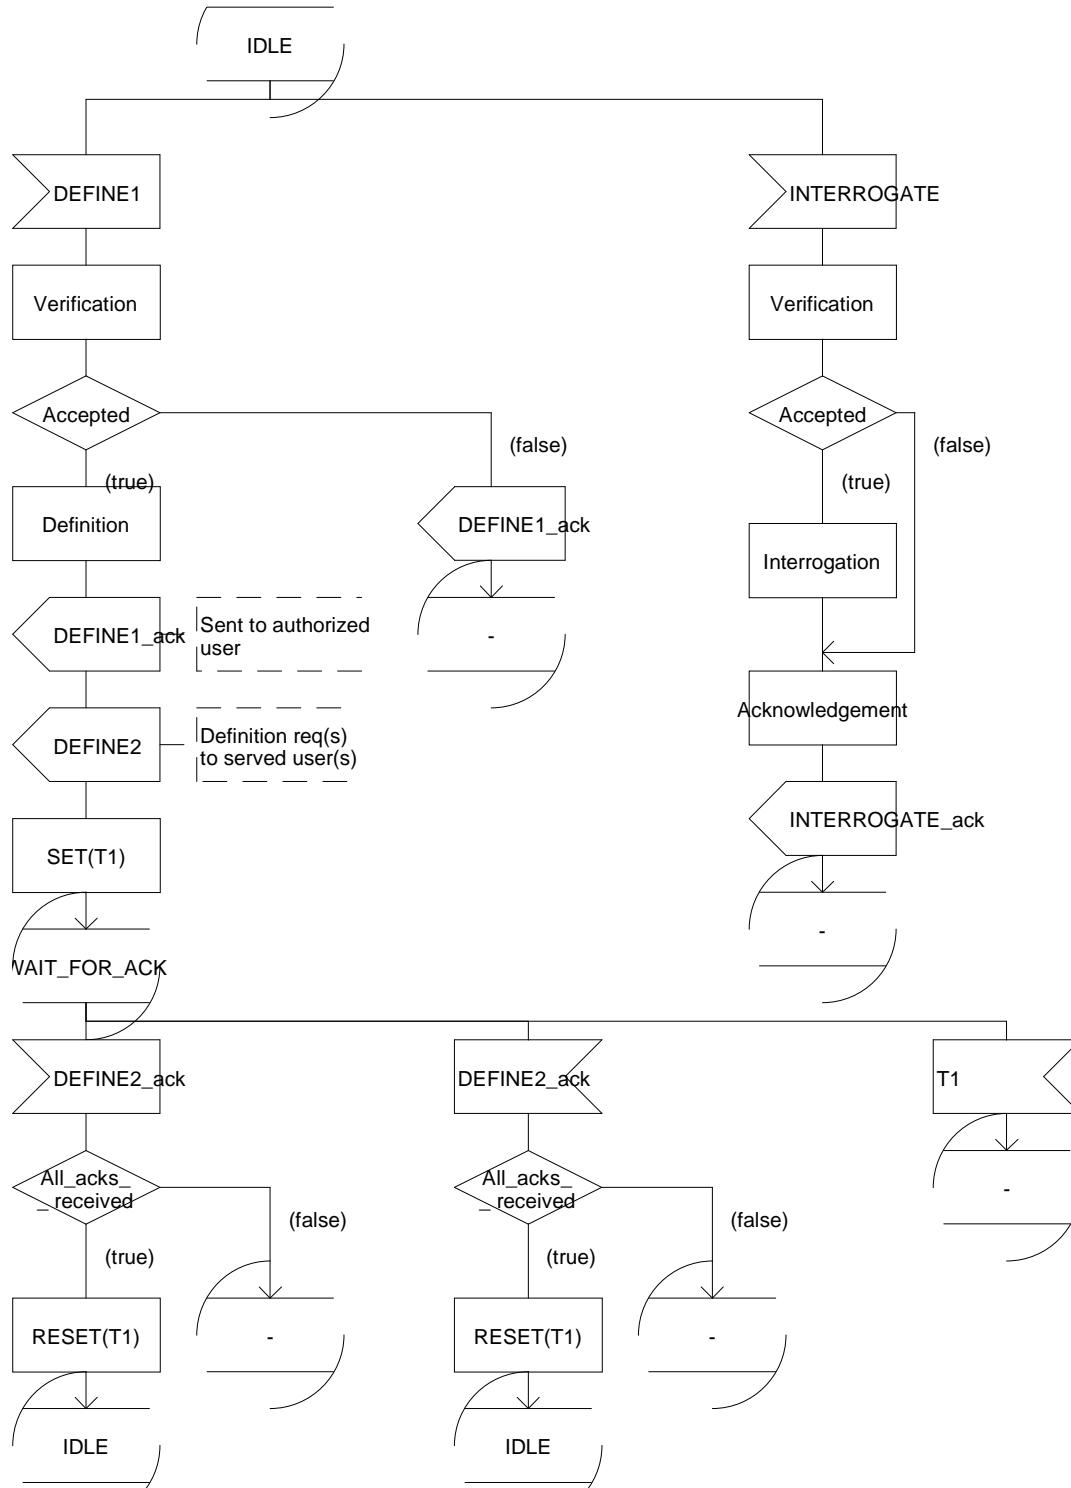 IDLE
DEFINE1
INTERROGATE
Verification
Verification
Accepted
Accepted
(false)
(false)
(true)
(true)
Definition
DEFINE1_ack
Interrogation
DEFINE1_ack
Sent to authorized
user
-
Acknowledgement
DEFINE2
Definition req(s)
to served user(s)
INTERROGATE_ack
SET(T1)
-
WAIT_FOR_ACK
DEFINE2_ack
DEFINE2_ack
T1
All_acks_
_ received
All_acks_
_ received
-
(false)
(false)
(true)
(true)
RESET(T1)
-
RESET(T1)
-
IDLE
IDLE